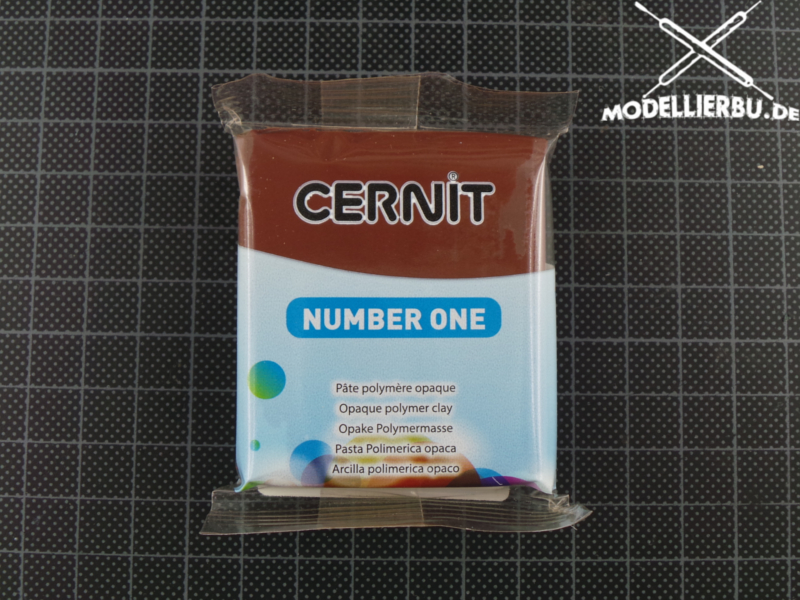 MODELLIERBU.DE
CERNIT®
NUMBER ONE
Pâte polymère opaque
Opaque polymer clay
Opake Polymermasse
Pasta Polimerica opaca
Arcilla polimerica opaco